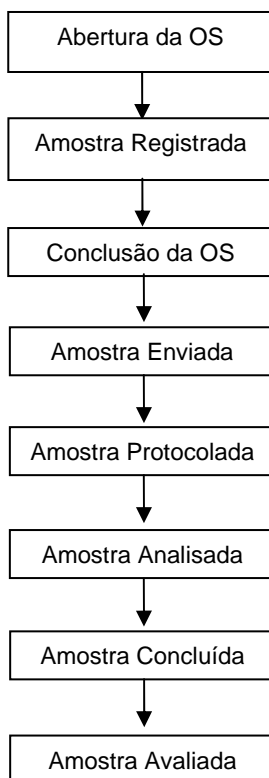 Abertura da OS
Amostra Registrada
Conclusão da OS
Amostra Enviada
Amostra Protocolada
Amostra Analisada
Amostra Concluída
Amostra Avaliada